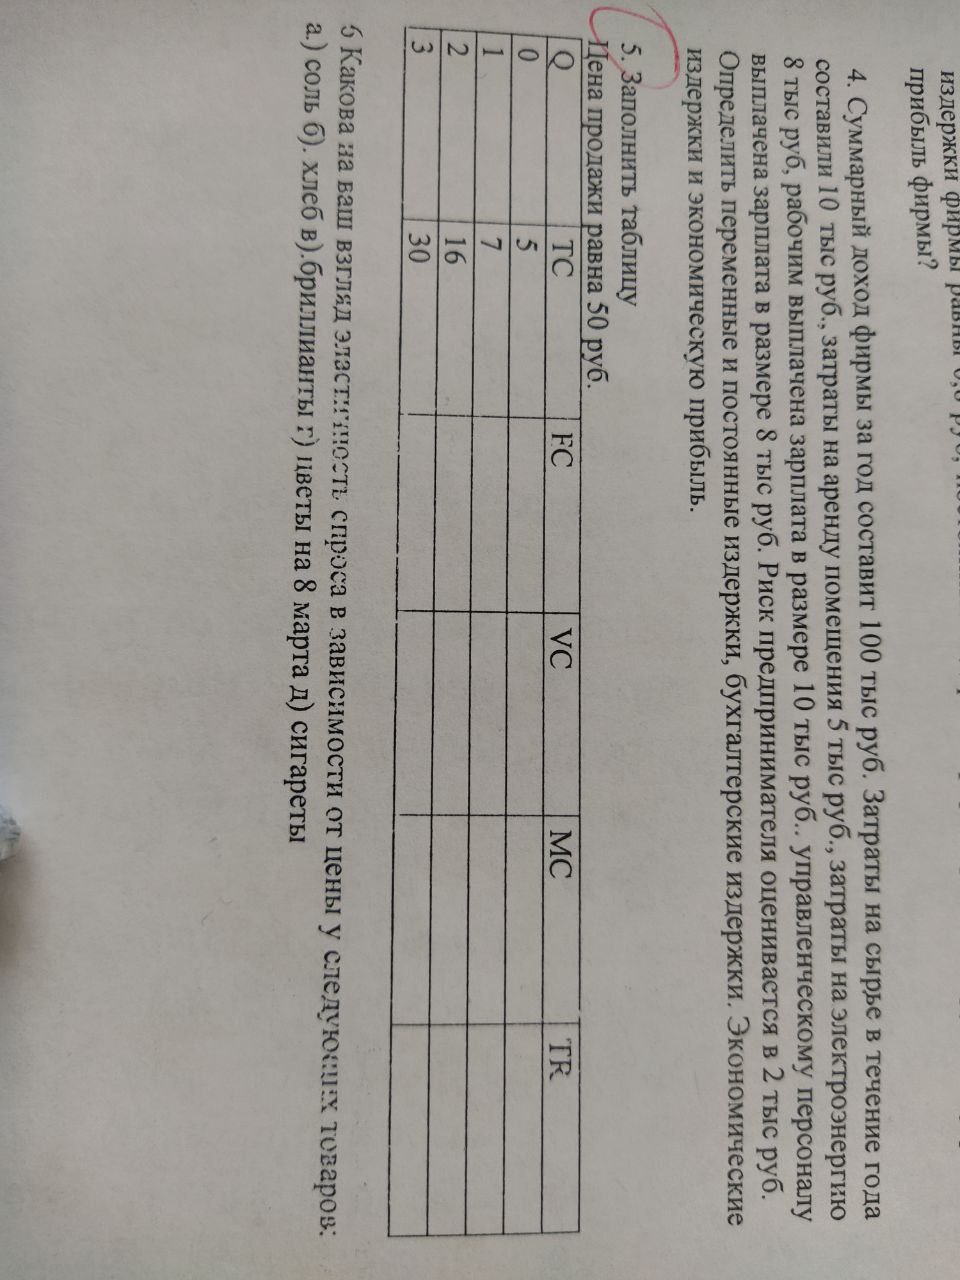 издержки фирмы равны
прибыль фирмы?
4. Суммарный доход фирмы за год составит 100 тыс руб. Затраты на сырье в течение года
составили 10 тыс руб., затраты на аренду помещения 5 тыс руб., затраты на электроэнергию
8 тыс руб, рабочим выплачена зарплата в размере 10 тыс руб.. управленческому персоналу
выплачена зарплата в размере 8 тыс руб. Риск предпринимателя оценивается в 2 тыс руб.
Определить переменные и постоянные издержки, бухгалтерские издержки. Экономические
издержки и экономическую прибыль.
5. Заполнить таблицу
Цена продажи равна 50 руб.
Q TC FC VC MC TR
0 5
1 7
2 16
3 30
6 Какова на ваш взгляд эластичность спроса в зависимости от цены у следующих товаров:
а.) соль б). хлеб в).бриллианты г) цветы на 8 марта д) сигареты